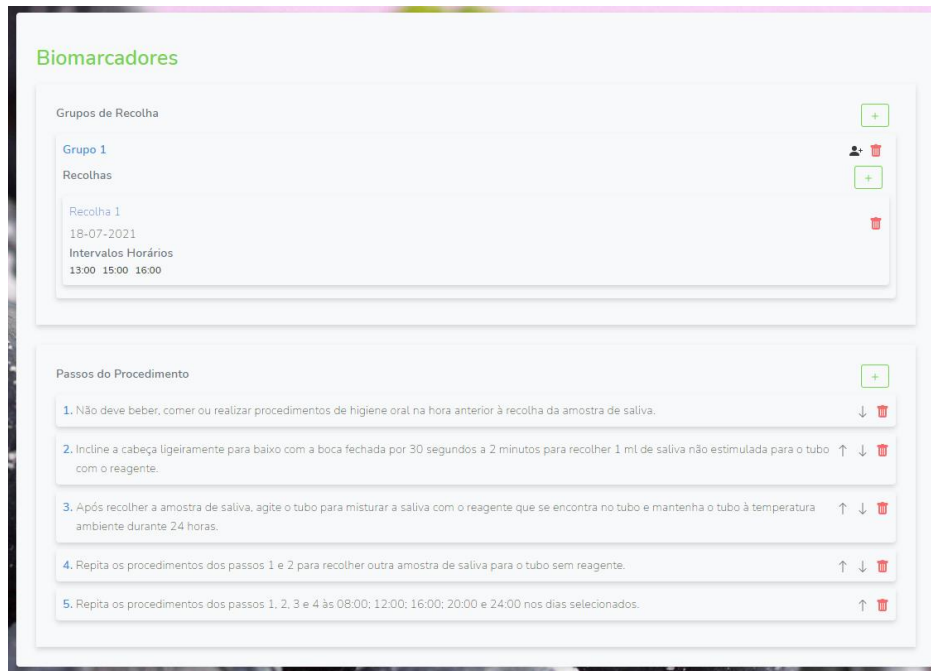 Biomarcadores
Grupos de Recolha
+
Grupo 1
Recolhas
+
Recolha 1
18-07-2021
Intervalos Horários
13:00 15:00 16:00
Passos do Procedimento
+
1. Não deve beber, comer ou realizar procedimentos de higiene oral na hora anterior à recolha da amostra de saliva.
2. Incline a cabeça ligeiramente para baixo com a boca fechada por 30 segundos a 2 minutos para recolher 1 ml de saliva não estimulada para o tubo
com o reagente.
3. Após recolher a amostra de saliva, agite o tubo para misturar a saliva com o reagente que se encontra no tubo e mantenha o tubo à temperatura
ambiente durante 24 horas.
4. Repita os procedimentos dos passos 1 e 2 para recolher outra amostra de saliva para o tubo sem reagente.
5. Repita os procedimentos dos passos 1, 2, 3 e 4 às 08:00; 12:00; 16:00; 20:00 e 24:00 nos dias selecionados.